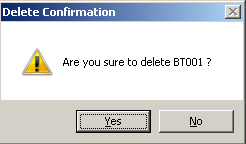 Delete Confirmation
Are you sure to delete BT001 ?
Yes
No